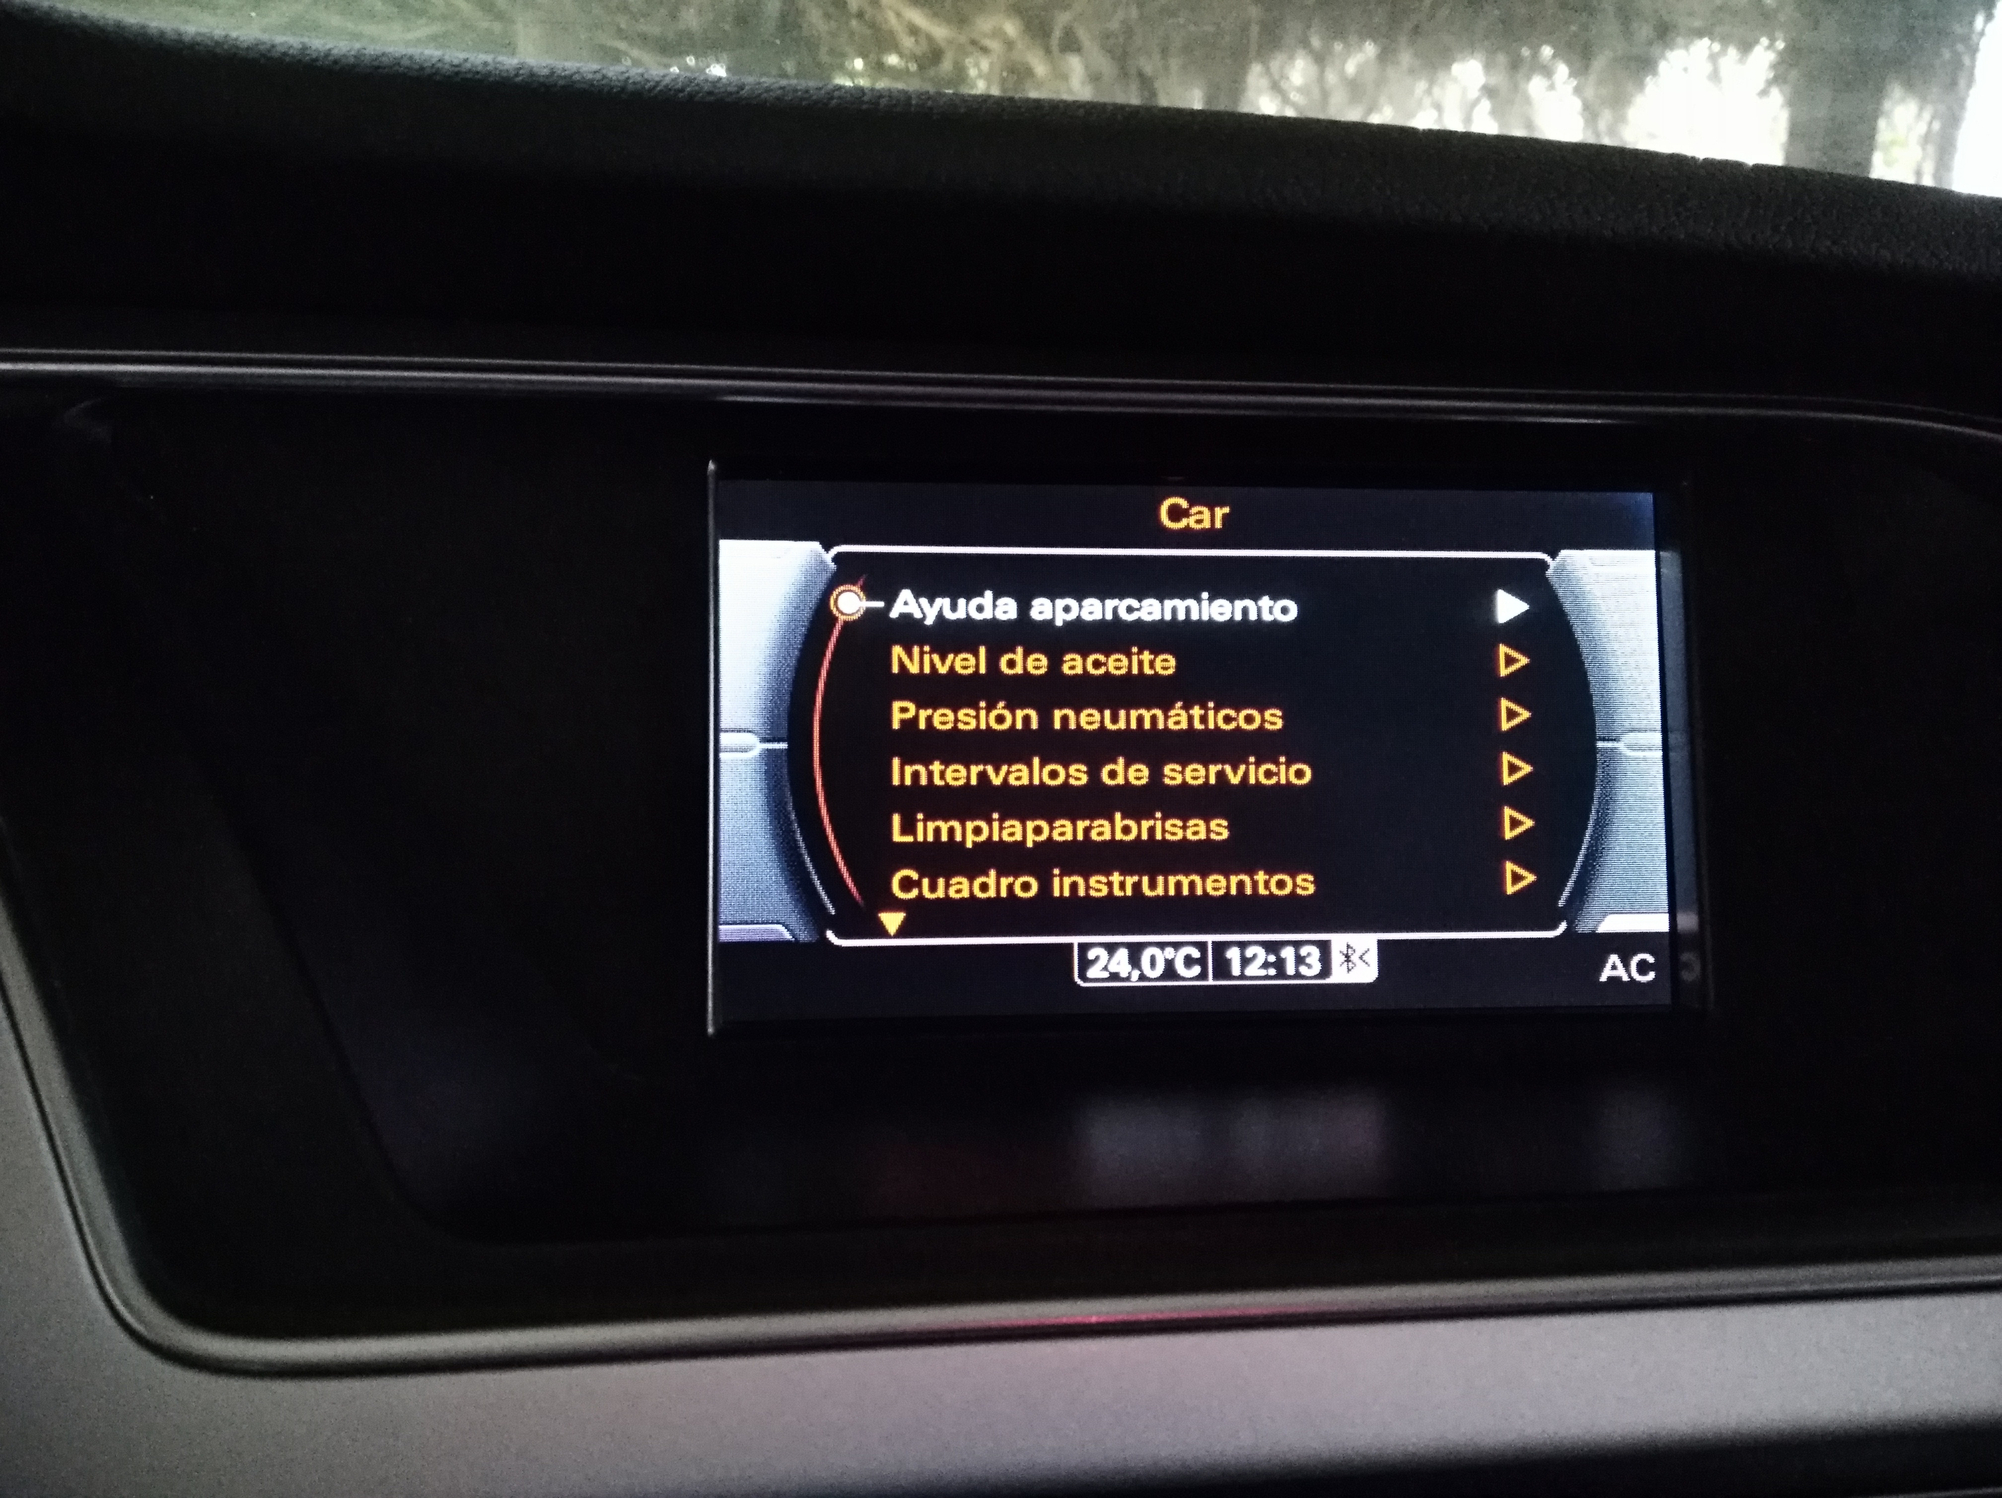 Car
Ayuda aparcamiento
Nivel de aceite
Presión neumáticos
Intervalos de servicio
Limpiaparabrisas
Cuadro instrumentos
24,0°C 12:13
AC